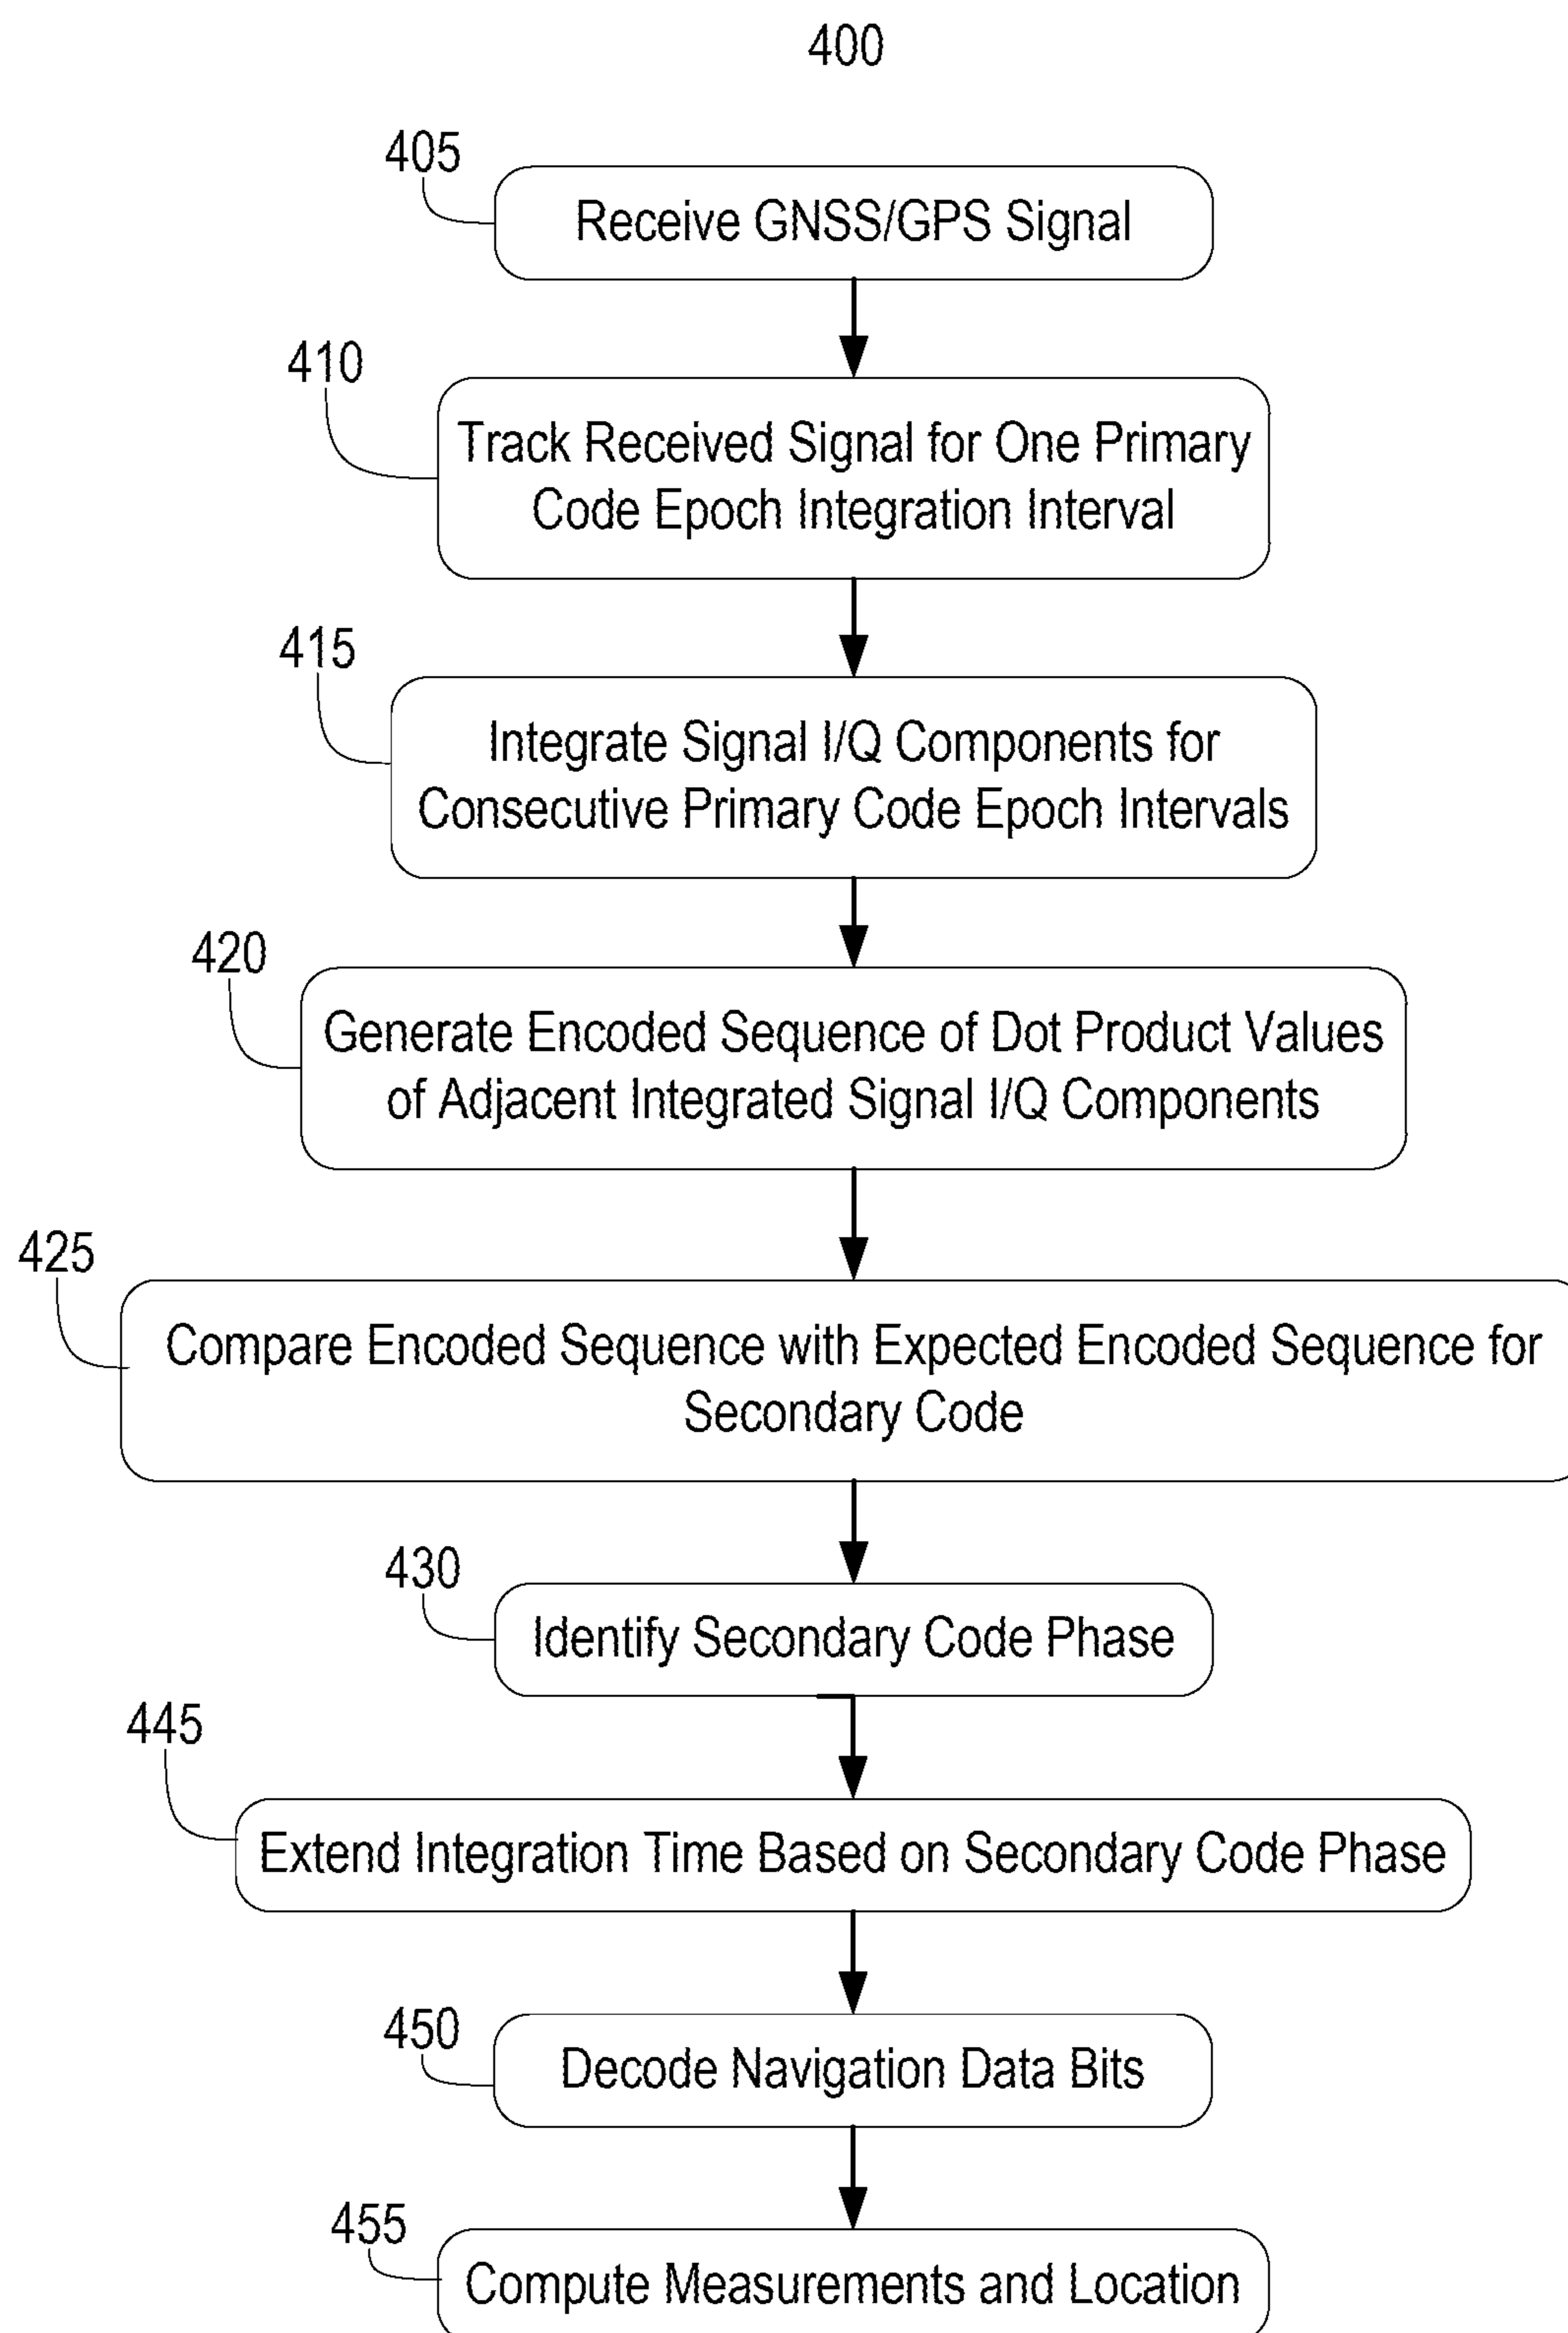 400
405
Receive GNSS/GPS Signal
410
Track Received Signal for One Primary
Code Epoch Integration Interval
415
Integrate Signal I/Q Components for
Consecutive Primary Code Epoch Intervals
420
Generate Encoded Sequence of Dot Product Values
of Adjacent Integrated Signal I/Q Components
425
Compare Encoded Sequence with Expected Encoded Sequence for
Secondary Code
430
Identify Secondary Code Phase
445
Extend Integration Time Based on Secondary Code Phase
450
Decode Navigation Data Bits
455
Compute Measurements and Location